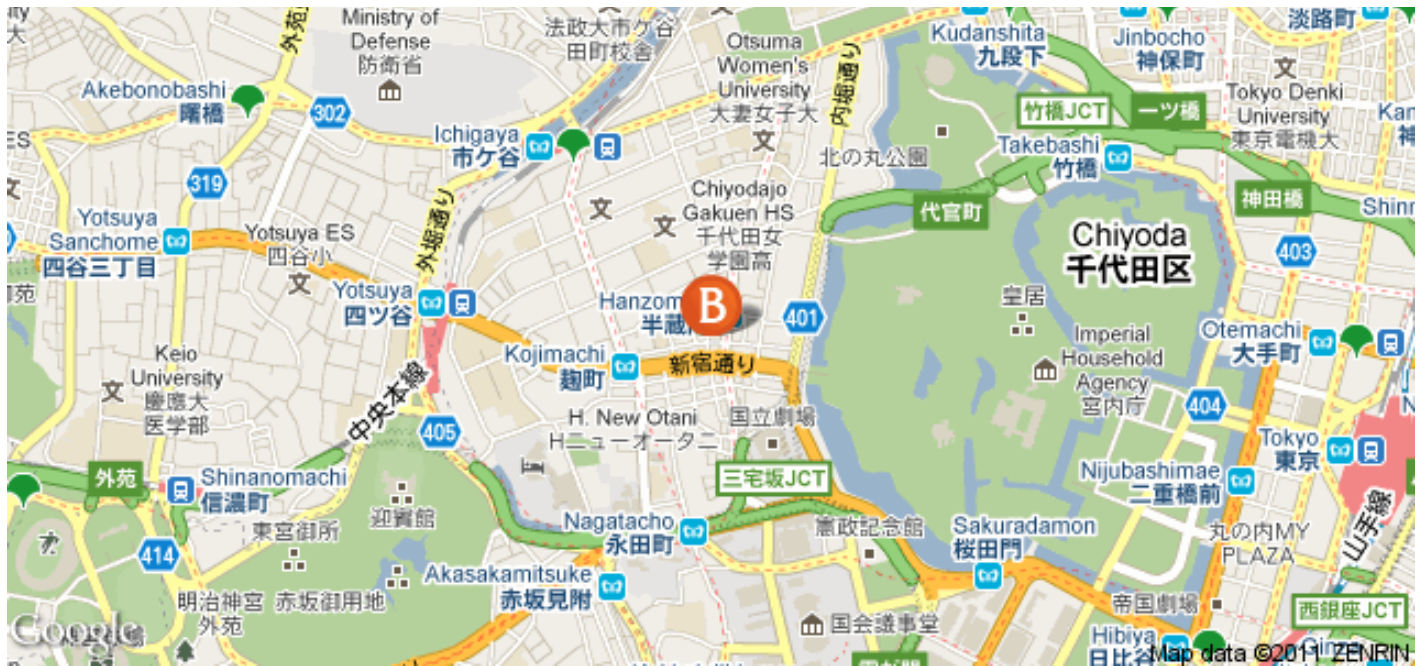 Ministry of
Defense
防衛省
外苑
法政大市ケ谷
田町校舎
Otsuma
Women's
University
大妻女子大
内堀通り
Kudanshita
九段下
Jinbocho
神保町
淡路町
Akebonobashi
曙橋
302
Ichigaya
市ケ谷
竹橋JCT
一ツ橋
Tokyo Denki
University
東京電機大
Takebashi
竹橋
北の丸公園
319
外堀通り
Chiyodajo
Gakuen HS
千代田女
学園高
代官町
神田橋
Yotsuya
Sanchome
四谷三丁目
Yotsuya ES
四谷小
Chiyoda
千代田区
403
Yotsuya
四ツ谷
B
401
皇居
Imperial
Household
Agency
宮内庁
Otemachi
大手町
Keio
University
慶應大
医学部
Kojimachi
麹町
新宿通り
中央本線
405
H. New Otani
Hニューオータニ
国立劇場
404
Tokyo
東京
外苑
Shinanomachi
信濃町
三宅坂JCT
Nijubashimae
二重橋前
東宮御所
迎賓館
Nagatacho
永田町
憲政記念館
Sakuradamon
桜田門
丸の内MY
PLAZA
山手線
414
Akasakamitsuke
赤坂見附
明治神宮
外苑
赤坂御用地
国会議事堂
帝国劇場
西銀座JCT
Hibiya
日比谷
Google
Map data ©2011 ZENRIN